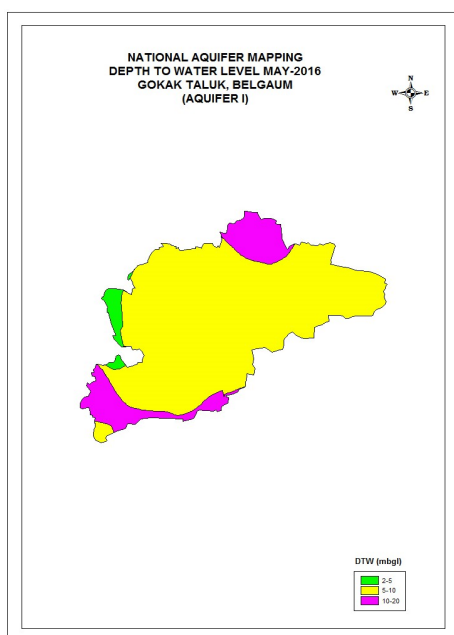 NATIONAL AQUIFER MAPPING
DEPTH TO WATER LEVEL MAY-2016
GOKAK TALUK, BELGAUM
(AQUIFER I)
N
W E
S
DTW (mbgl)
2-5
5-10
10-20